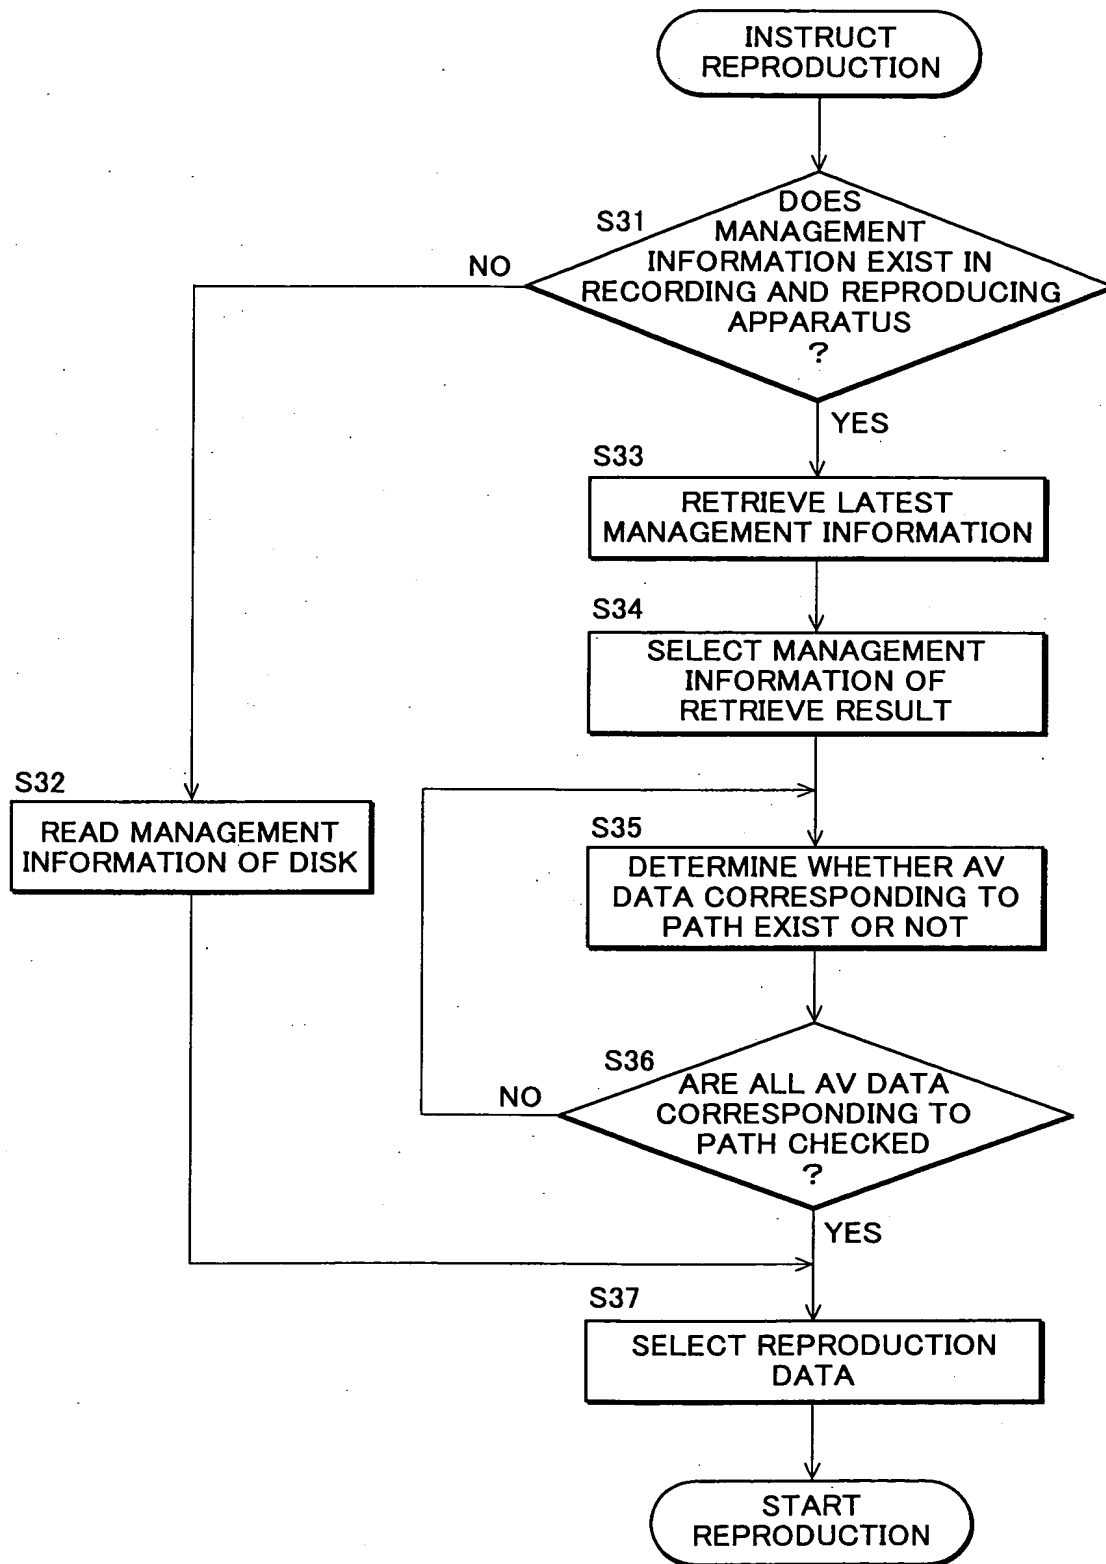 INSTRUCT
REPRODUCTION
S31
DOES
MANAGEMENT
INFORMATION EXIST IN
RECORDING AND REPRODUCING
APPARATUS
?
NO
YES
S33
RETRIEVE LATEST
MANAGEMENT INFORMATION
S34
SELECT MANAGEMENT
INFORMATION OF
RETRIEVE RESULT
S32
READ MANAGEMENT
INFORMATION OF DISK
S35
DETERMINE WHETHER AV
DATA CORRESPONDING TO
PATH EXIST OR NOT
S36
ARE ALL AV DATA
CORRESPONDING TO
PATH CHECKED
?
NO
YES
S37
SELECT REPRODUCTION
DATA
START
REPRODUCTION